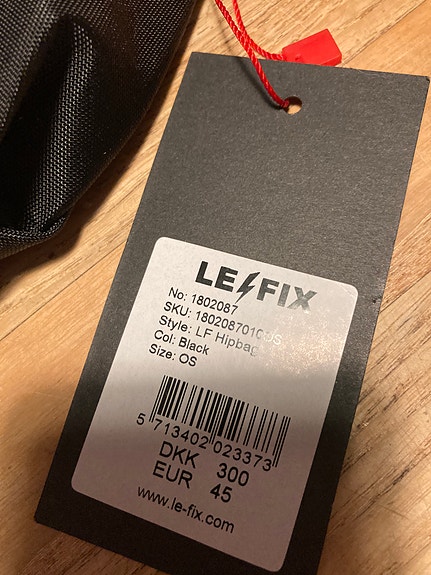 LE FIX
No: 1802087
SKU: 1802087010OS
Style: LF Hipbag
Col: Black
Size: OS
5 713402 023373
DKK 300
EUR 45
www.le-fix.com